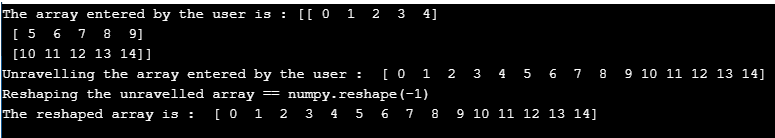 The array entered by the user is : [[ 0  1  2  3  4]
 [ 5  6  7  8  9]
 [10 11 12 13 14]]
Unravelling the array entered by the user :  [ 0  1  2  3  4  5  6  7  8  9 10 11 12 13 14]
Reshaping the unravelled array == numpy.reshape(-1)
The reshaped array is :  [ 0  1  2  3  4  5  6  7  8  9 10 11 12 13 14]